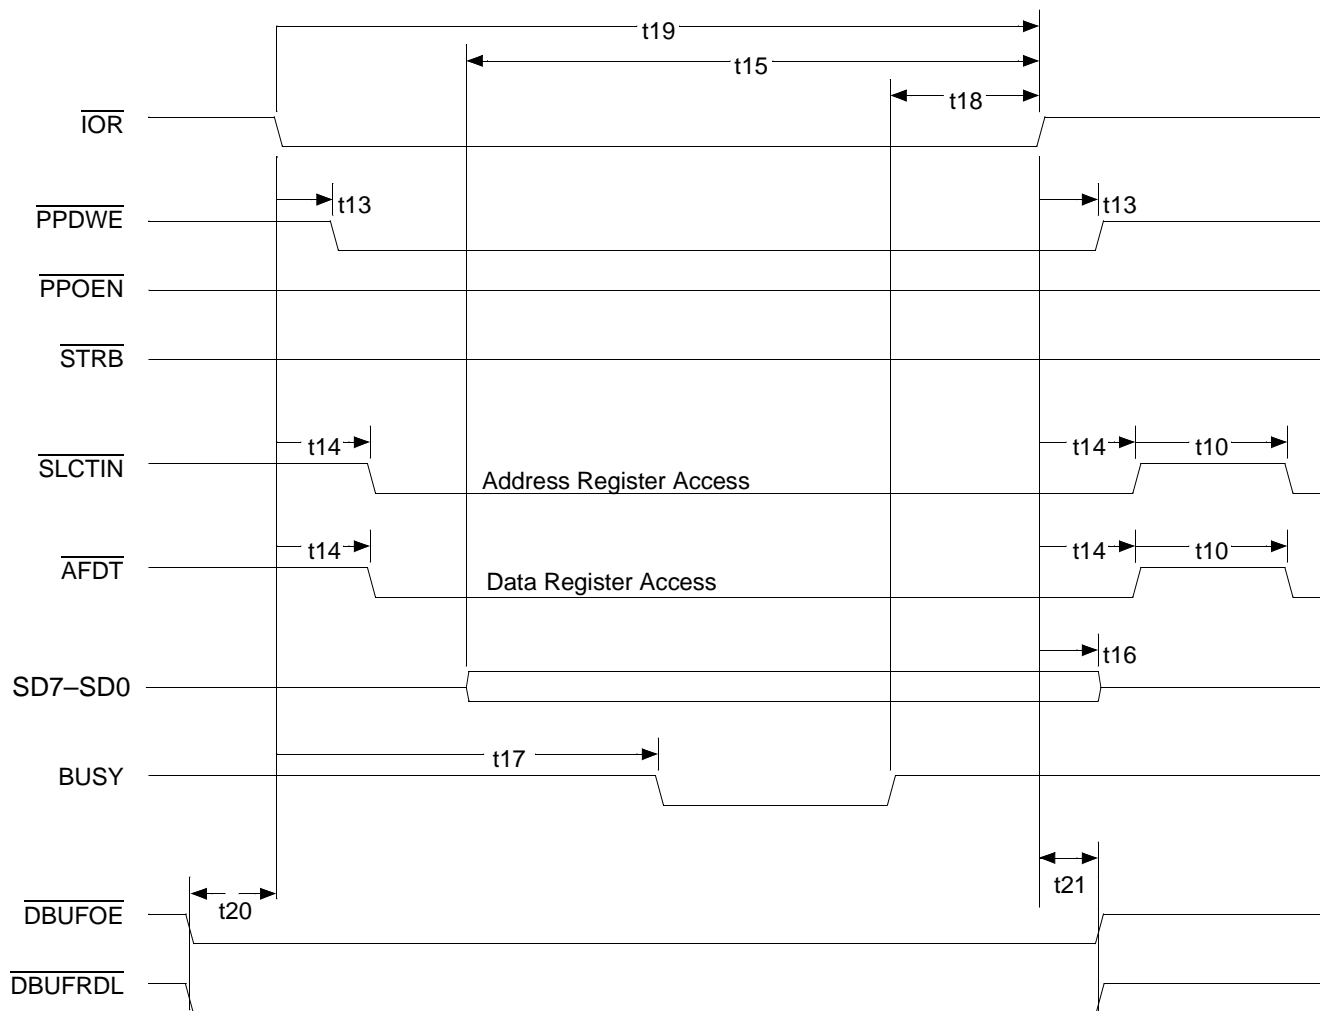 t19
t15
t18
IOR
t13 t13
PPDWE
PPOEN
STRB
t14 t14 t10
SLCTIN
Address Register Access
t14 t14 t10
AFDT
Data Register Access
t16
SD7–SD0
t17
BUSY
t21
t20
DBUFOE
DBUFRDL